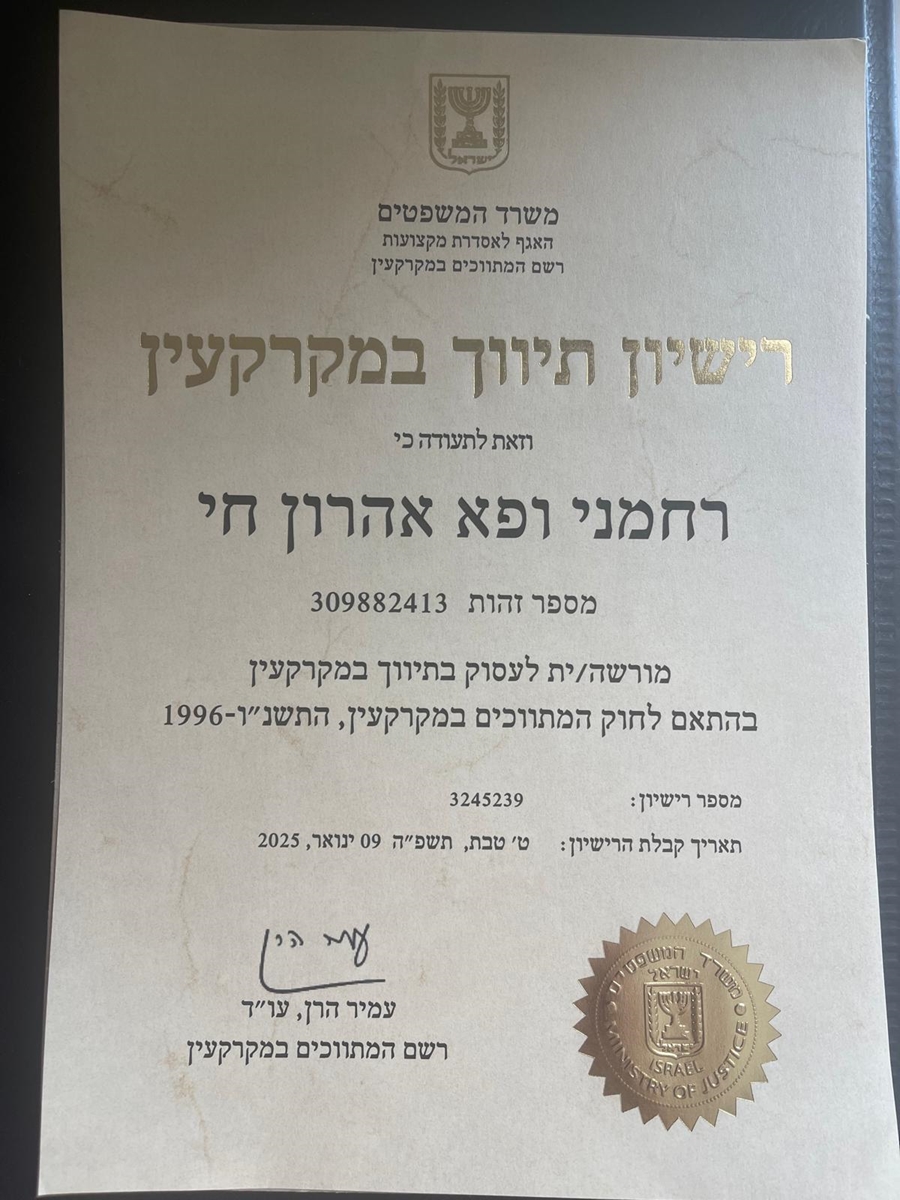 ישראל
משרד המשפטים
האגף לאסדרת מקצועות
רשם המתווכים במקרקעין
רישיון תיווך במקרקעין
וזאת לתעודה כי
רחמני ופא אהרון חי
מספר זהות 309882413
מורשה/ית לעסוק בתיווך במקרקעין
בהתאם לחוק המתווכים במקרקעין, התשנ״ו-1996
מספר רישיון: 3245239
תאריך קבלת הרישיון: ט׳ טבת, תשפ״ה 09 ינואר, 2025
עמיר הרן, עו״ד
רשם המתווכים במקרקעין
משרד המשפטים
ישראל
ישראל
ISRAEL
MINISTRY OF JUSTICE